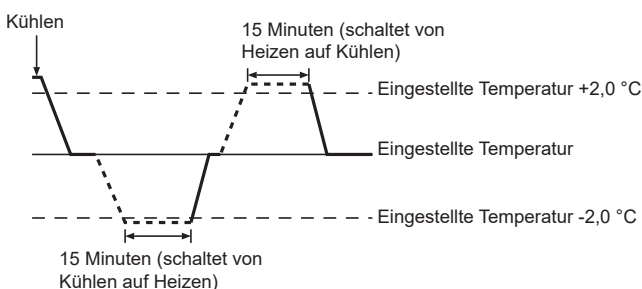 Kühlen
15 Minuten (schaltet von
Heizen auf Kühlen)
Eingestellte Temperatur +2,0 °C
Eingestellte Temperatur
Eingestellte Temperatur -2,0 °C
15 Minuten (schaltet von
Kühlen auf Heizen)